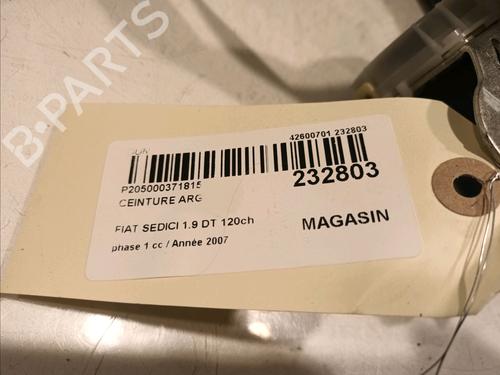 B-PARTS
42600701 232803
P205000371815
232803
CEINTURE ARG
FIAT SEDICI 1.9 DT 120ch
MAGASIN
phase 1 cc / Année 2007